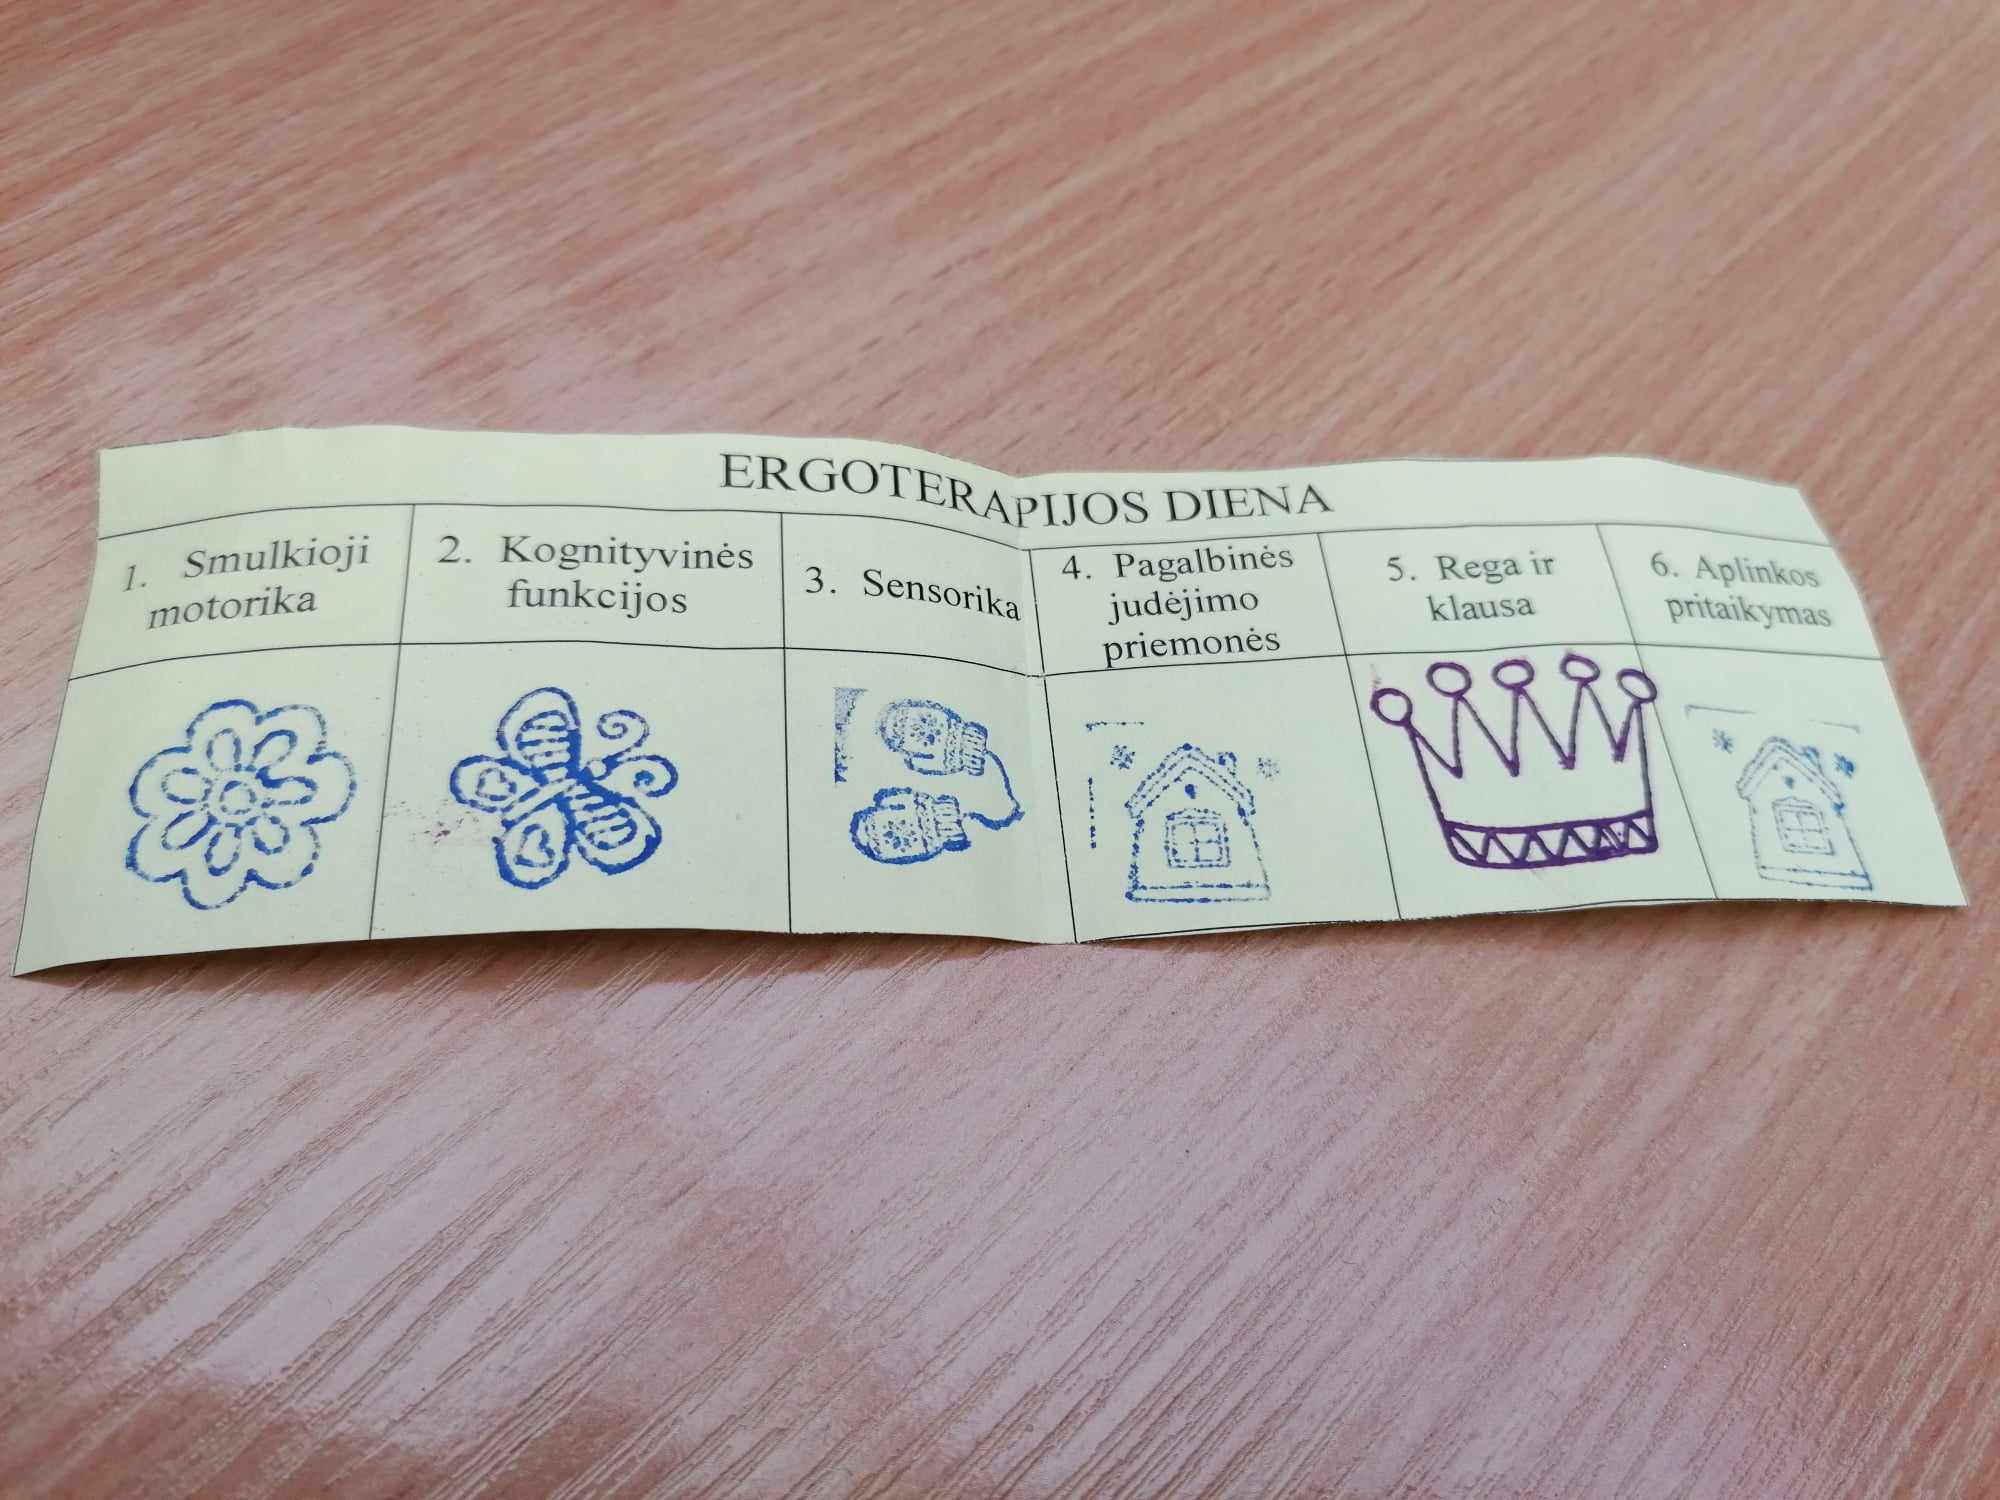 ERGOTERAPIJOS DIENA
1. Smulkioji
motorika
2. Kognityvinės
funkcijos
3. Sensorika
4. Pagalbinės
judėjimo
priemonės
5. Rega ir
klausa
6. Aplinkos
pritaikymas